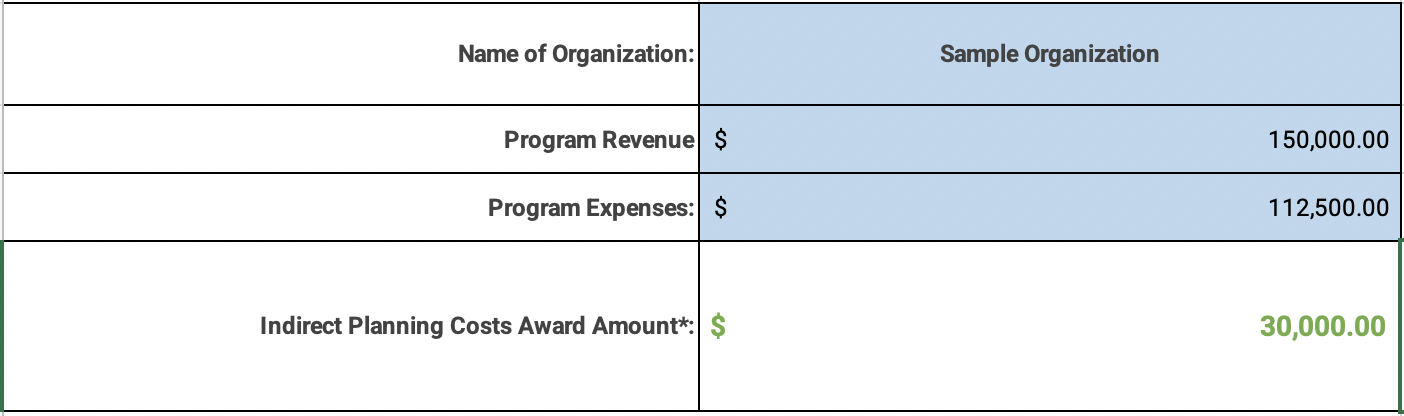 Name of Organization: Sample Organization
Program Revenue $ 150,000.00
Program Expenses: $ 112,500.00
Indirect Planning Costs Award Amount*: $ 30,000.00